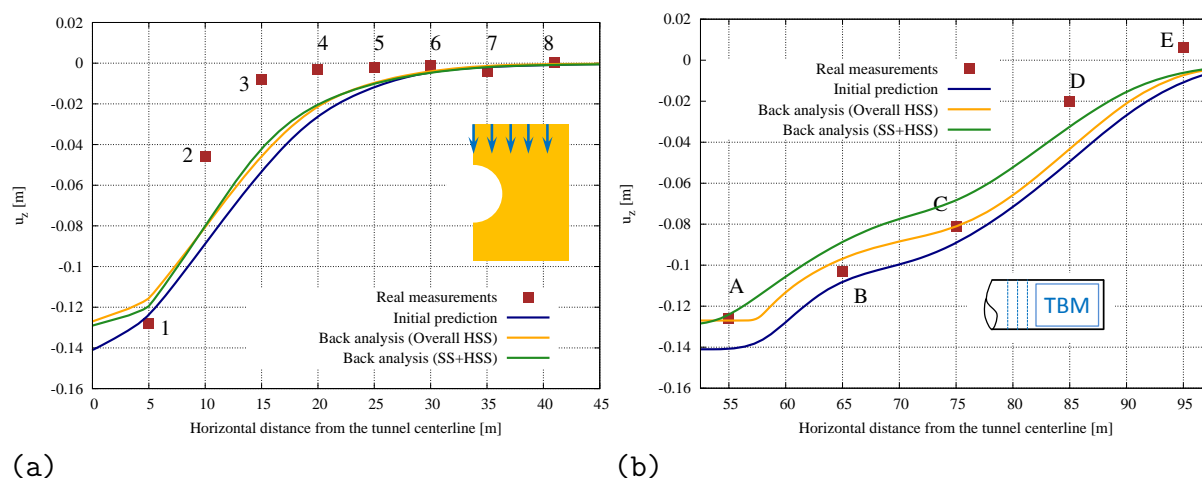 0.02
0
-0.02
-0.04
-0.06
-0.08
-0.1
-0.12
-0.14
-0.16
u_z [m]
0 5 10 15 20 25 30 35 40 45
Horizontal distance from the tunnel centerline [m]
1
2
3
4
5
6
7
8
Real measurements
Initial prediction
Back analysis (Overall HSS)
Back analysis (SS+HSS)
(a)
0.02
0
-0.02
-0.04
-0.06
-0.08
-0.1
-0.12
-0.14
-0.16
u_z [m]
55 60 65 70 75 80 85 90 95
Horizontal distance from the tunnel centerline [m]
Real measurements
Initial prediction
Back analysis (Overall HSS)
Back analysis (SS+HSS)
A
B
C
D
E
TBM
(b)